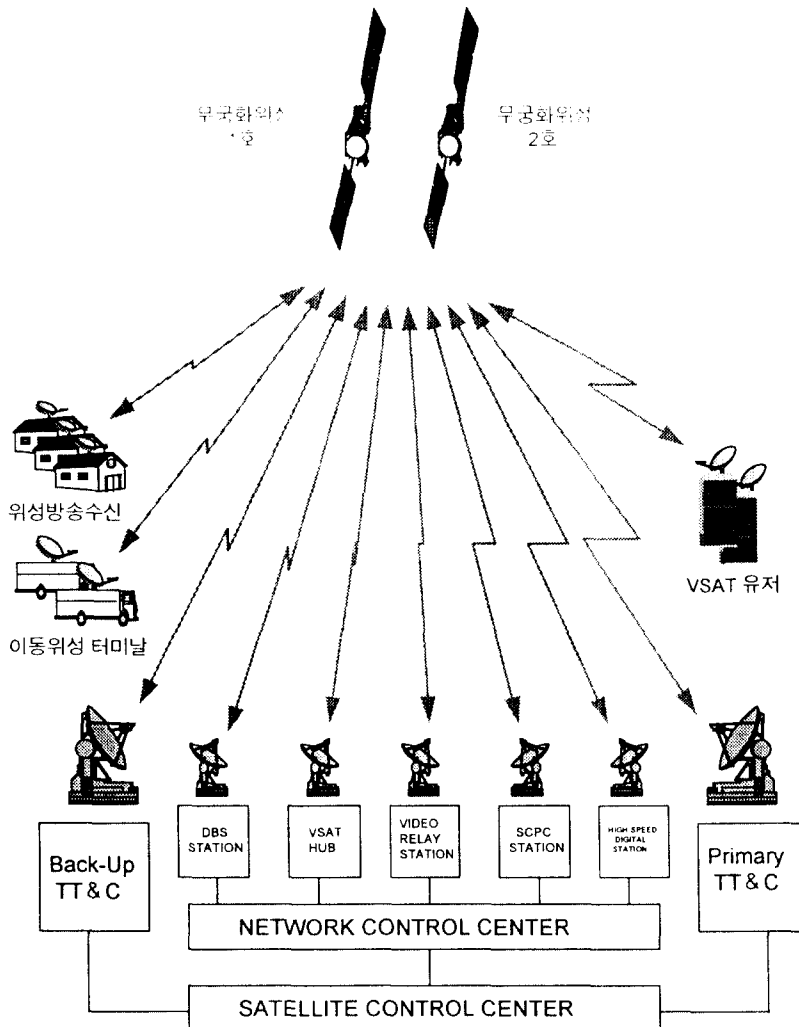 무궁화위성
호
무궁화위성
2호
위성방송수신
이동위성 터미날
VSAT 유저
Back-Up
TT & C
DBS
STATION
VSAT
HUB
VIDEO
RELAY
STATION
SCPC
STATION
HIGH SPEED
DIGITAL
STATION
Primary
TT & C
NETWORK CONTROL CENTER
SATELLITE CONTROL CENTER